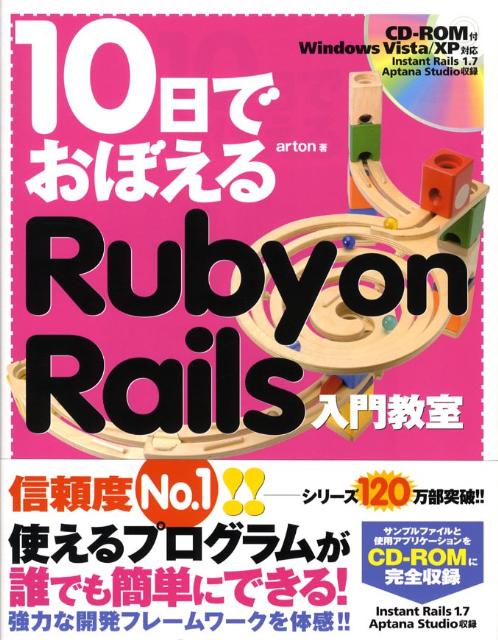 CD-ROM付
Windows Vista/XP対応
Instant Rails 1.7
Aptana Studio収録
10日で
おぼえる
arton 著
Ruby on
Rails
入門教室
信頼度No.1!!
シリーズ120万部突破!!
使えるプログラムが
誰でも簡単にできる!
強力な開発フレームワークを体感!!
サンプルファイルと
使用アプリケーションを
CD-ROMに
完全収録
Instant Rails 1.7
Aptana Studio収録